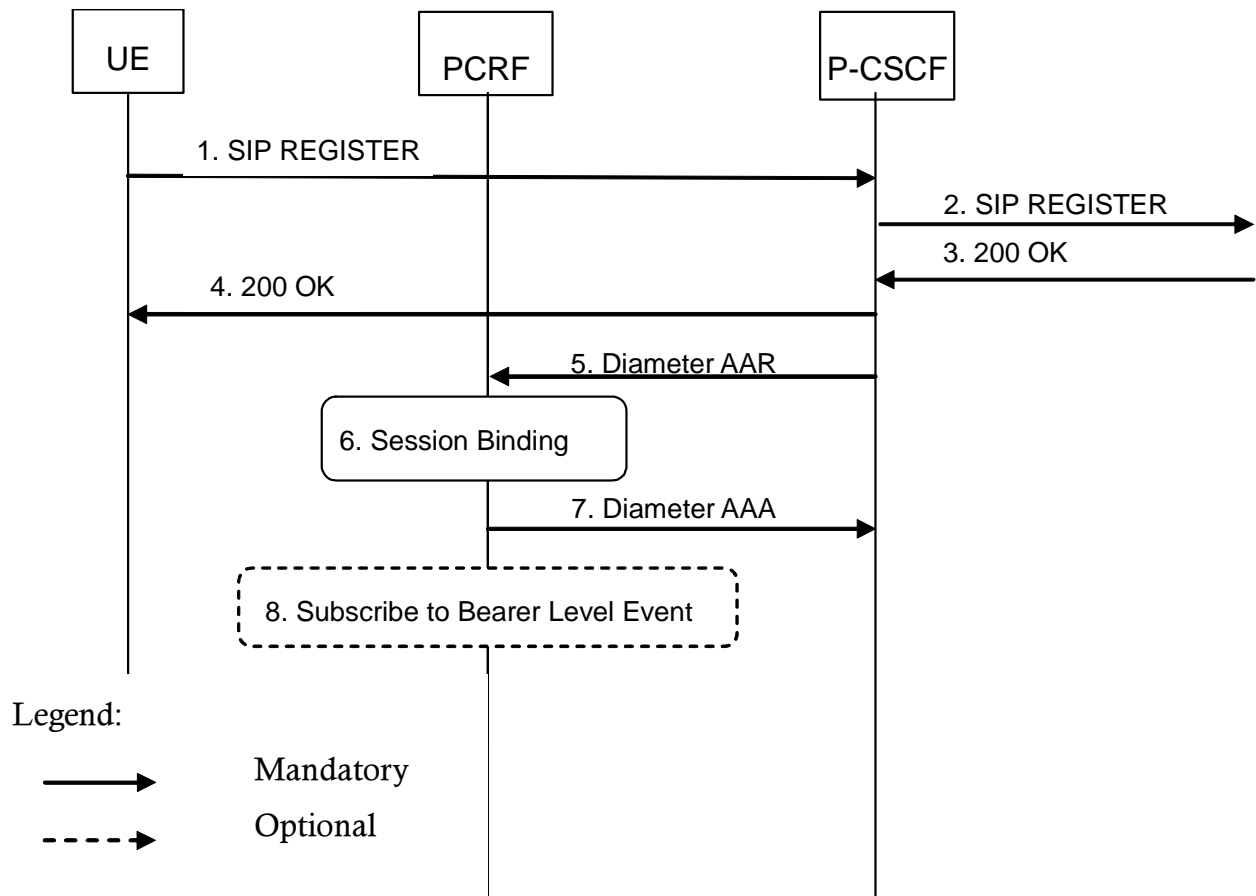 UE
PCRF
P-CSCF
1. SIP REGISTER
2. SIP REGISTER
3. 200 OK
4. 200 OK
5. Diameter AAR
6. Session Binding
7. Diameter AAA
8. Subscribe to Bearer Level Event
Legend:
Mandatory
Optional